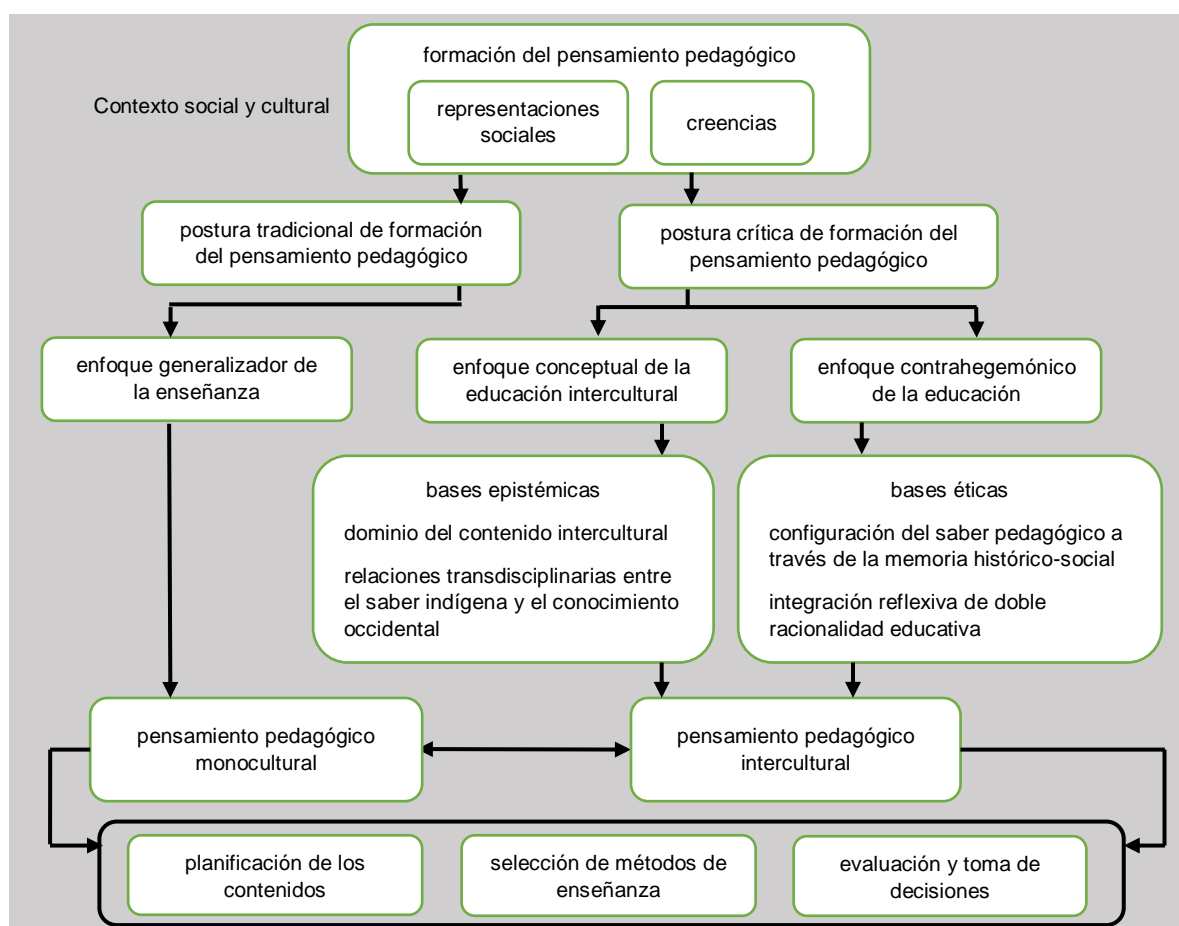 formación del pensamiento pedagógico
Contexto social y cultural
representaciones
sociales
creencias
postura tradicional de formación
del pensamiento pedagógico
postura crítica de formación del
pensamiento pedagógico
enfoque generalizador de
la enseñanza
enfoque conceptual de la
educación intercultural
enfoque contrahegemónico
de la educación
bases epistémicas
dominio del contenido intercultural
relaciones transdisciplinarias entre
el saber indígena y el conocimiento
occidental
bases éticas
configuración del saber pedagógico a
través de la memoria histórico-social
integración reflexiva de doble
racionalidad educativa
pensamiento pedagógico
monocultural
pensamiento pedagógico
intercultural
planificación de los
contenidos
selección de métodos de
enseñanza
evaluación y toma de
decisiones